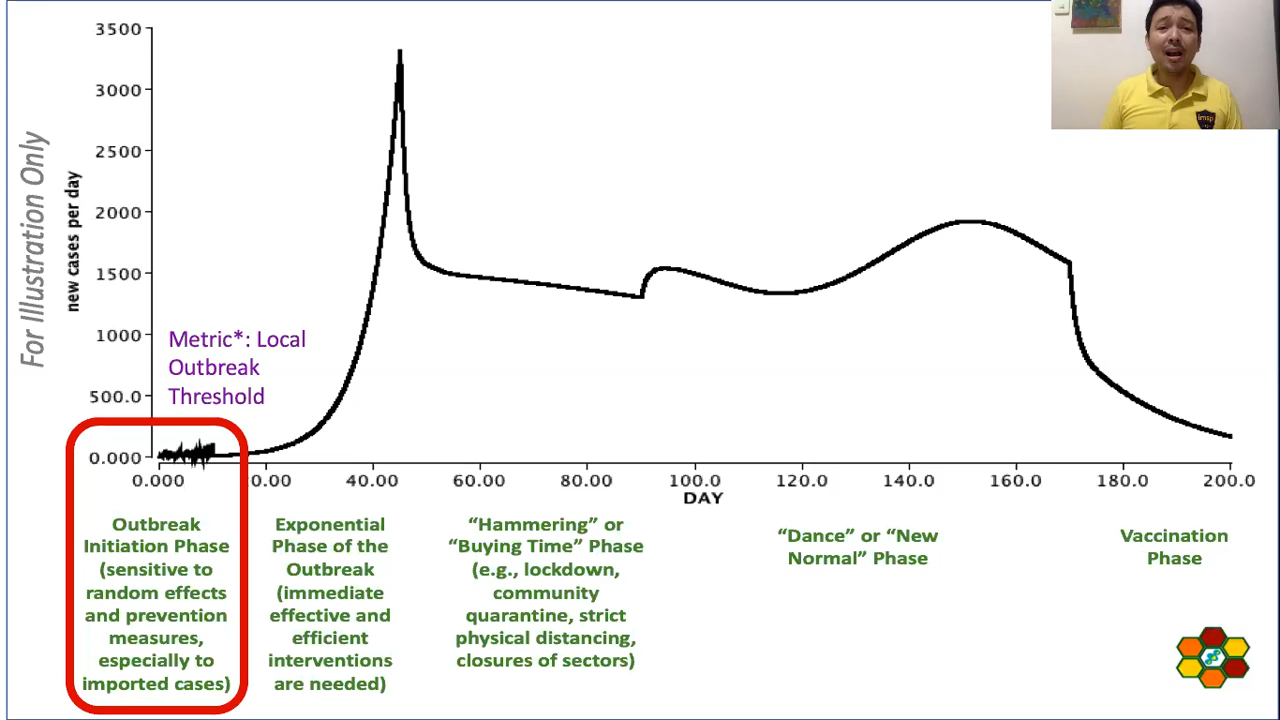 For Illustration Only
new cases per day
3500
3000
2500
2000
1500
1000
500.0
0.000
Metric*: Local
Outbreak
Threshold
0.000
20.00
40.00
60.00
80.00
100.0
120.0
140.0
160.0
180.0
200.0
DAY
Outbreak
Initiation Phase
(sensitive to
random effects
and prevention
measures,
especially to
imported cases)
Exponential
Phase of the
Outbreak
(immediate
effective and
efficient
interventions
are needed)
“Hammering” or
“Buying Time” Phase
(e.g., lockdown,
community
quarantine, strict
physical distancing,
closures of sectors)
“Dance” or “New
Normal” Phase
Vaccination
Phase
imsp